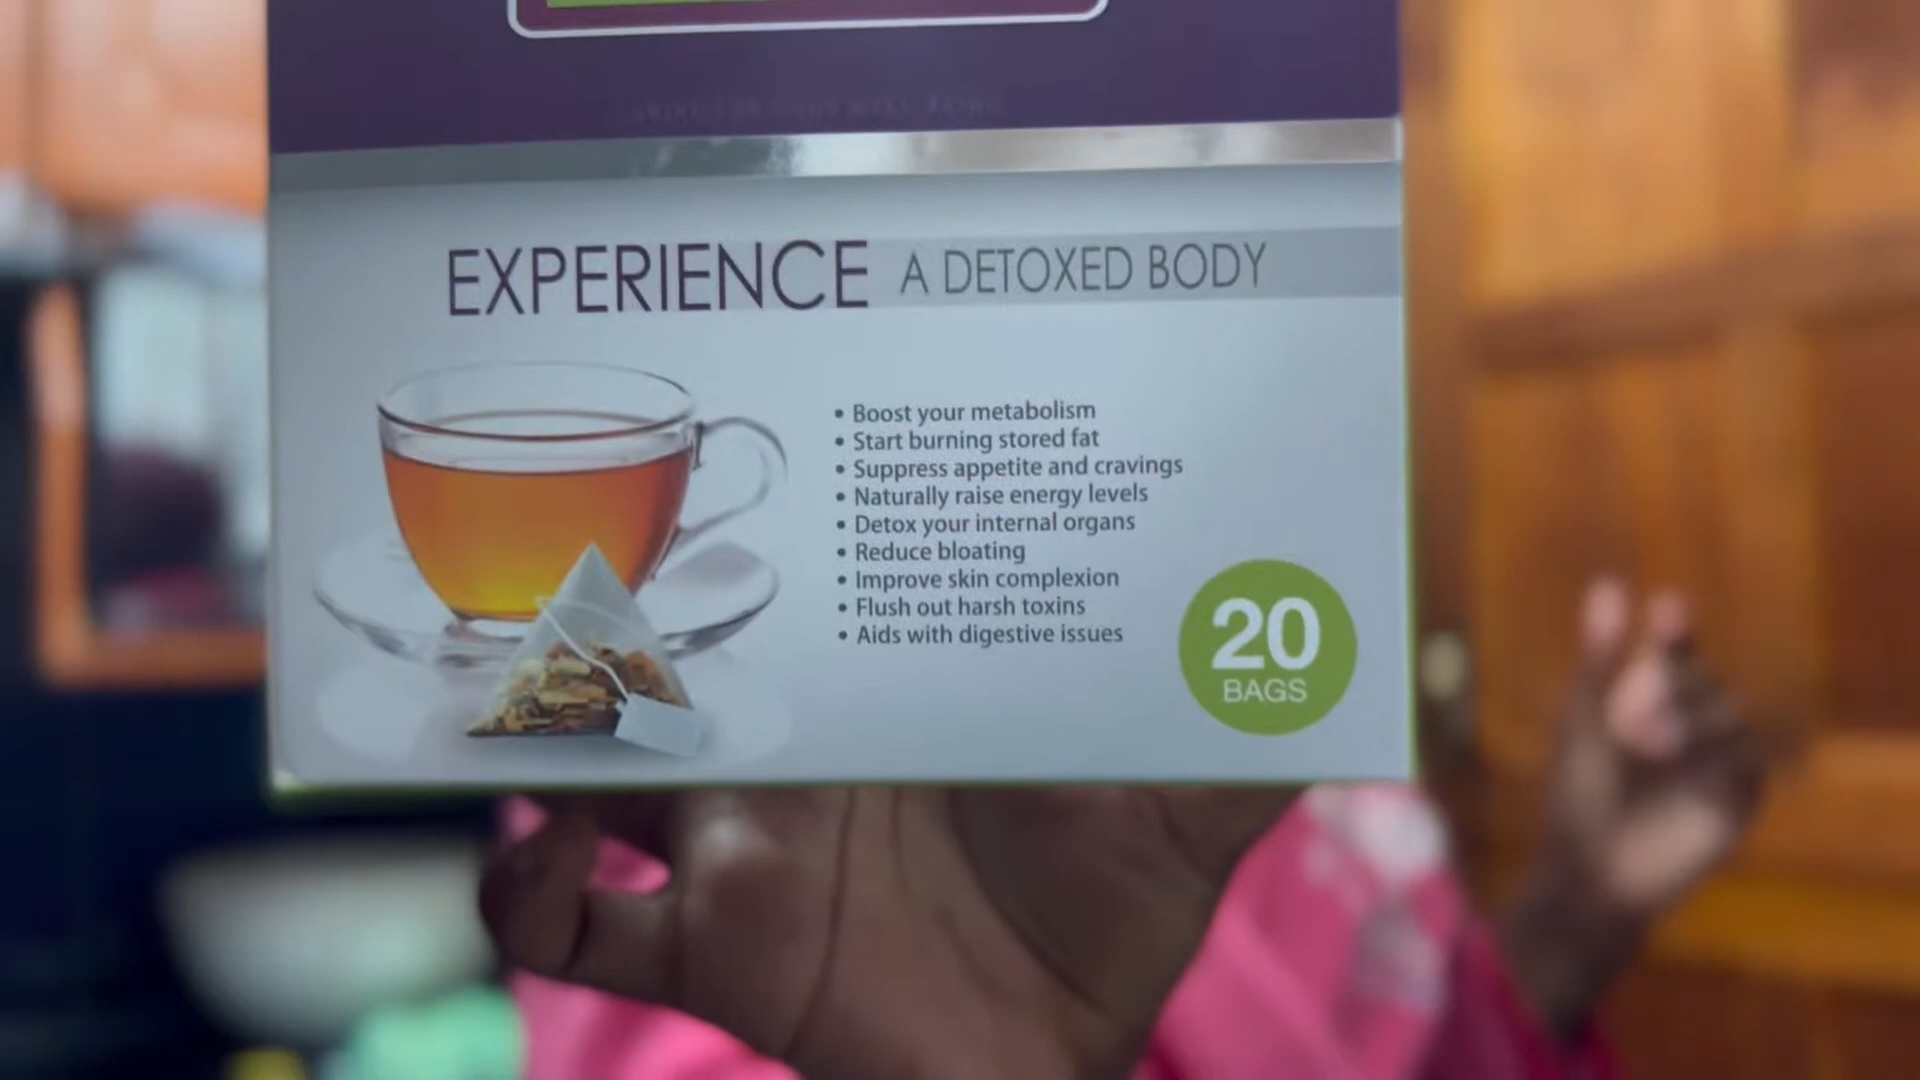 EXPERIENCE A DETOXED BODY
• Boost your metabolism
• Start burning stored fat
• Suppress appetite and cravings
• Naturally raise energy levels
• Detox your internal organs
• Reduce bloating
• Improve skin complexion
• Flush out harsh toxins
• Aids with digestive issues
20
BAGS